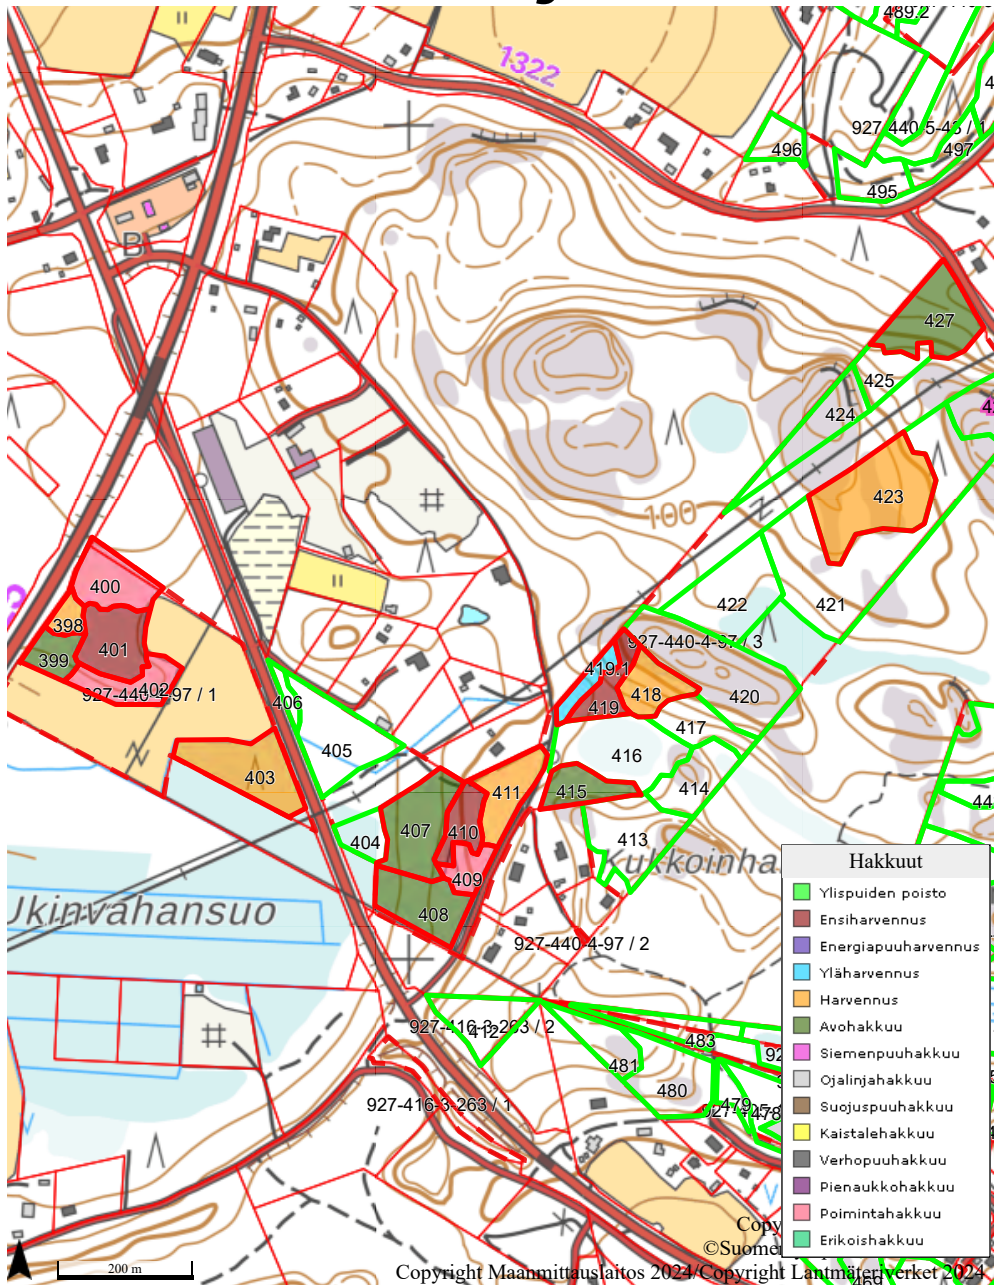 489.2
1322
496
927-440-5-43 / 1
497
495
B
427
425
424
423
100
N
400
398
401
399
402
927-440-4-97 / 1
422
421
927-440-4-97 / 3
419.1
419
418
420
417
406
405
416
N
403
411
415
414
407
410
404
413
409
408
44
Ukinvahansuo
927-440-4-97 / 2
927-416-3-263 / 2
412
483
481
480
479
478
927-416-3-263 / 1
Hakkuut
Ylispuiden poisto
Ensiharvennus
Energiapuuharvennus
Yläharvennus
Harvennus
Avohakkuu
Siemenpuuhakkuu
Ojalinjahakkuu
Suojuspuuhakkuu
Kaistalehakkuu
Verhopuuhakkuu
Pienaukkohakkuu
Poimintahakkuu
Erikoishakkuu
200 m
©Suome
Copyright Maanmittauslaitos 2024/Copyright Lantmäteriverket 2024
469